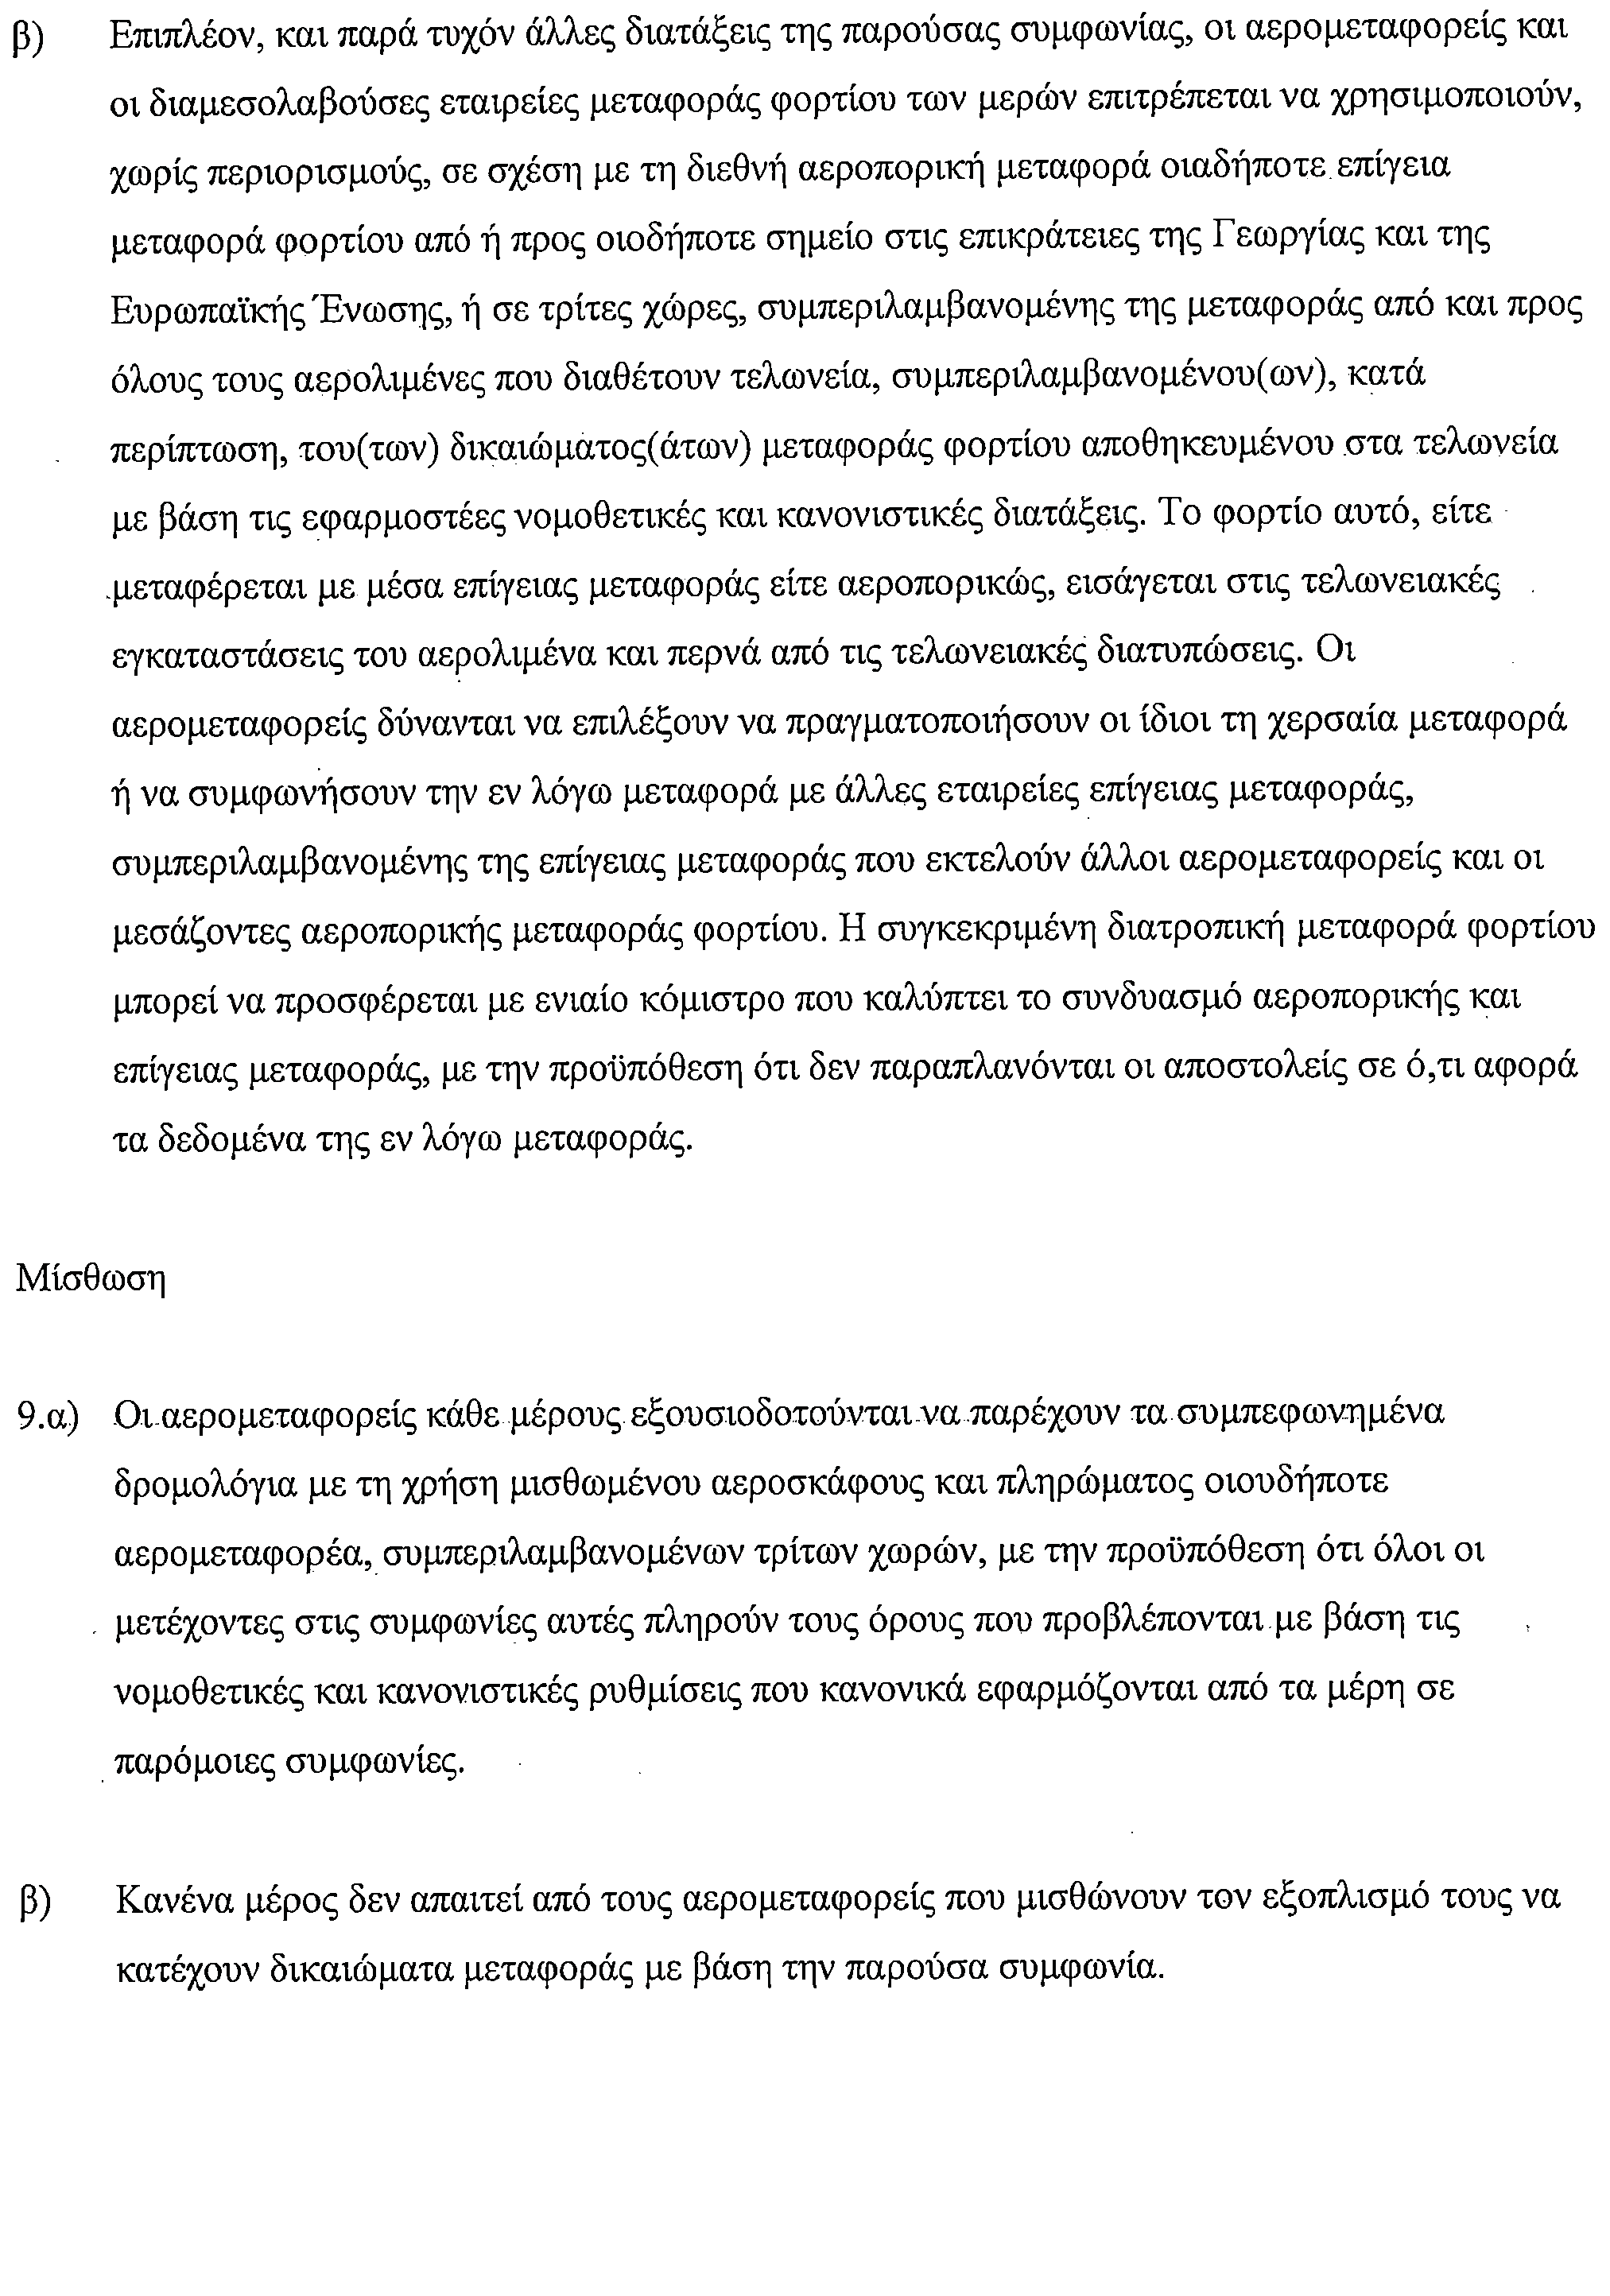 β) Επιπλέον, και παρά τυχόν άλλες διατάξεις της παρούσας συμφωνίας, οι αερομεταφορείς και
οι διαμεσολαβούσες εταιρείες μεταφοράς φορτίου των μερών επιτρέπεται να χρησιμοποιούν,
χωρίς περιορισμούς, σε σχέση με τη διεθνή αεροπορική μεταφορά οιαδήποτε επίγεια
μεταφορά φορτίου από ή προς οιοδήποτε σημείο στις επικράτειες της Γεωργίας και της
Ευρωπαϊκής Ένωσης, ή σε τρίτες χώρες, συμπεριλαμβανομένης της μεταφοράς από και προς
όλους τους αερολιμένες που διαθέτουν τελωνεία, συμπεριλαμβανομένου(ων), κατά
περίπτωση, του(των) δικαιώματος(άτων) μεταφοράς φορτίου αποθηκευμένου στα τελωνεία
με βάση τις εφαρμοστέες νομοθετικές και κανονιστικές διατάξεις. Το φορτίο αυτό, είτε
μεταφέρεται με μέσα επίγειας μεταφοράς είτε αεροπορικώς, εισάγεται στις τελωνειακές
εγκαταστάσεις του αερολιμένα και περνά από τις τελωνειακές διατυπώσεις. Οι
αερομεταφορείς δύνανται να επιλέξουν να πραγματοποιήσουν οι ίδιοι τη χερσαία μεταφορά
ή να συμφωνήσουν την εν λόγω μεταφορά με άλλες εταιρείες επίγειας μεταφοράς,
συμπεριλαμβανομένης της επίγειας μεταφοράς που εκτελούν άλλοι αερομεταφορείς και οι
μεσάζοντες αεροπορικής μεταφοράς φορτίου. Η συγκεκριμένη διατροπική μεταφορά φορτίου
μπορεί να προσφέρεται με ενιαίο κόμιστρο που καλύπτει το συνδυασμό αεροπορικής και
επίγειας μεταφοράς, με την προϋπόθεση ότι δεν παραπλανόνται οι αποστολείς σε ό,τι αφορά
τα δεδομένα της εν λόγω μεταφοράς.
Μίσθωση
9.α) Οι αερομεταφορείς κάθε μέρους εξουσιοδοτούνται να παρέχουν τα συμπεφωνημένα
δρομολόγια με τη χρήση μισθωμένου αεροσκάφους και πληρώματος οιουδήποτε
αερομεταφορέα, συμπεριλαμβανομένων τρίτων χωρών, με την προϋπόθεση ότι όλοι οι
μετέχοντες στις συμφωνίες αυτές πληρούν τους όρους που προβλέπονται με βάση τις
νομοθετικές και κανονιστικές ρυθμίσεις που κανονικά εφαρμόζονται από τα μέρη σε
παρόμοιες συμφωνίες.
β) Κανένα μέρος δεν απαιτεί από τους αερομεταφορείς που μισθώνουν τον εξοπλισμό τους να
κατέχουν δικαιώματα μεταφοράς με βάση την παρούσα συμφωνία.